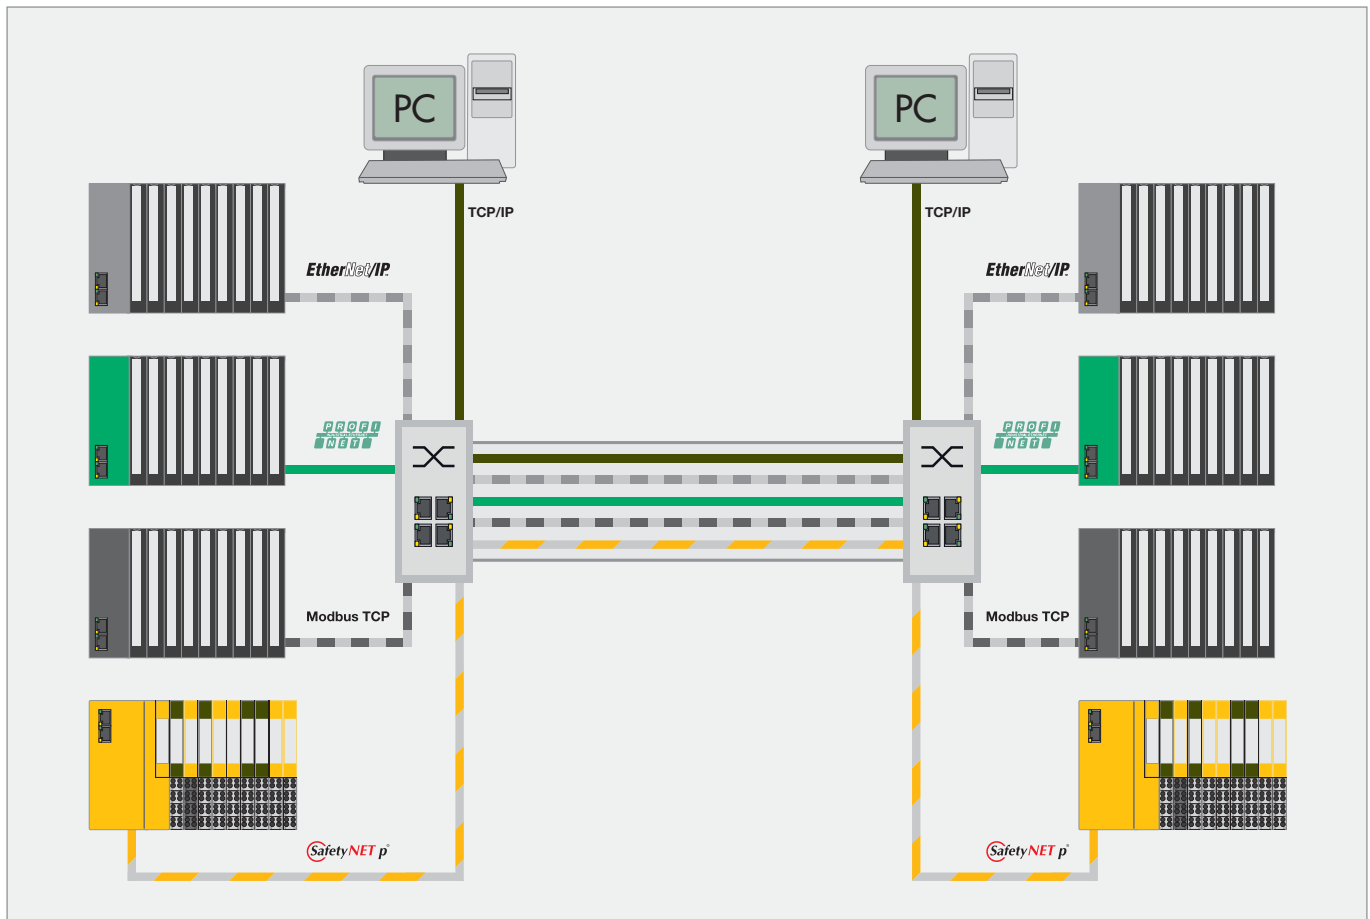 PC
PC
TCP/IP
TCP/IP
EtherNet/IP
EtherNet/IP
PROFI
NET
PROFI
NET
Modbus TCP
Modbus TCP
SafetyNET p®
SafetyNET p®